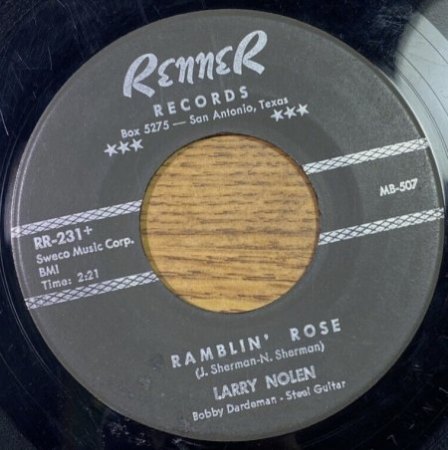 RENNER
RECORDS
Box 5275 — San Antonio, Texas
MB-507
RR-231+
Sweco Music Corp.
BMI
Time: 2:21
RAMBLIN' ROSE
(J. Sherman-N. Sherman)
LARRY NOLEN
Bobby Dardeman - Steel Guitar